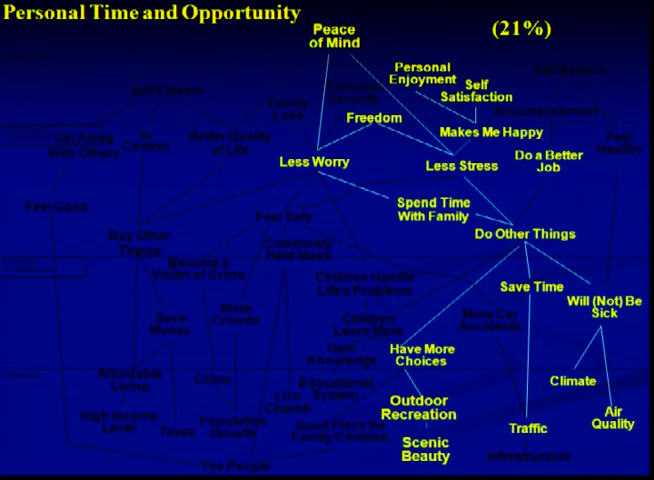 Personal Time and Opportunity
(21%)
Peace
of Mind
Personal
Enjoyment
Self
Satisfaction
Self Esteem
Self Esteem
Family
Love
Personal
Security
Freedom
Accomplishment
Makes Me Happy
Get Along
With Others
In
Control
Better Quality
of Life
Feel
Healthy
Less Worry
Less Stress
Do a Better
Job
Feel Good
Feel Safe
Spend Time
With Family
Do Other Things
Buy Other
Things
Commonly
Held Ideas
Become a
Victim of Crime
Children Handle
Life's Problems
Save Time
Will (Not) Be
Sick
Save
Money
More
Crowds
Children
Learn More
More Car
Accidents
Gain
Knowledge
Have More
Choices
Affordable
Living
Crime
Educational
System
LDS
Church
Climate
Outdoor
Recreation
High Income
Level
Taxes
Population
Growth
Good Place for
Family/Children
Traffic
Air
Quality
Scenic
Beauty
Infrastructure
The People